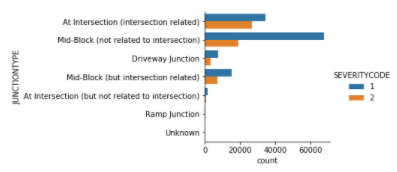 JUNCTIONTYPE
At Intersection (intersection related)
Mid-Block (not related to intersection)
Driveway Junction
Mid-Block (but intersection related)
At Intersection (but not related to intersection)
Ramp Junction
Unknown
0 20000 40000 60000
count
SEVERITYCODE
1
2